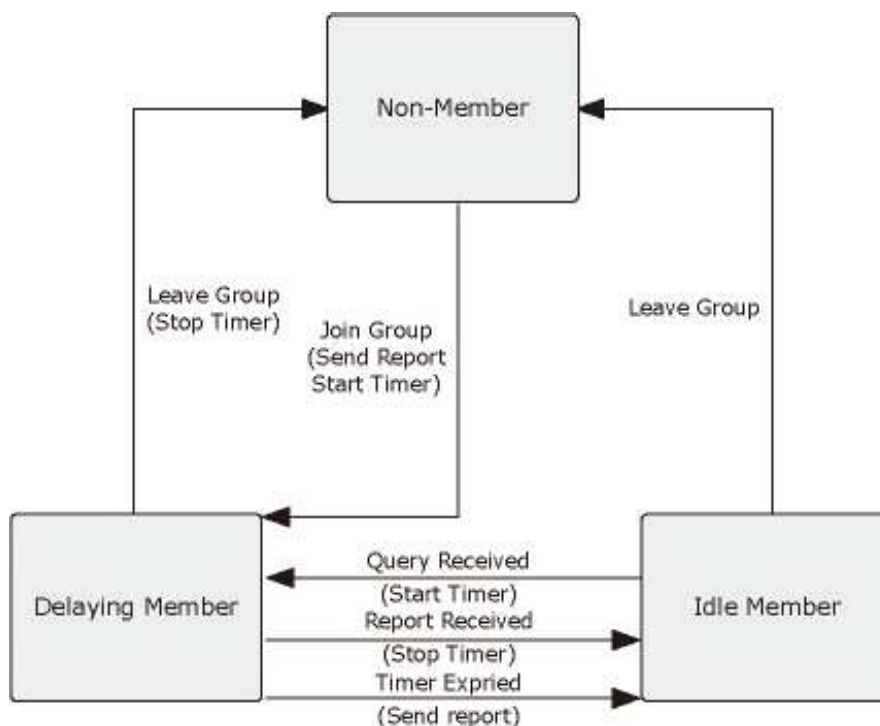 Non-Member
Leave Group
(Stop Timer)
Join Group
(Send Report
Start Timer)
Leave Group
Delaying Member
Query Received
(Start Timer)
Report Received
(Stop Timer)
Timer Expried
(Send report)
Idle Member